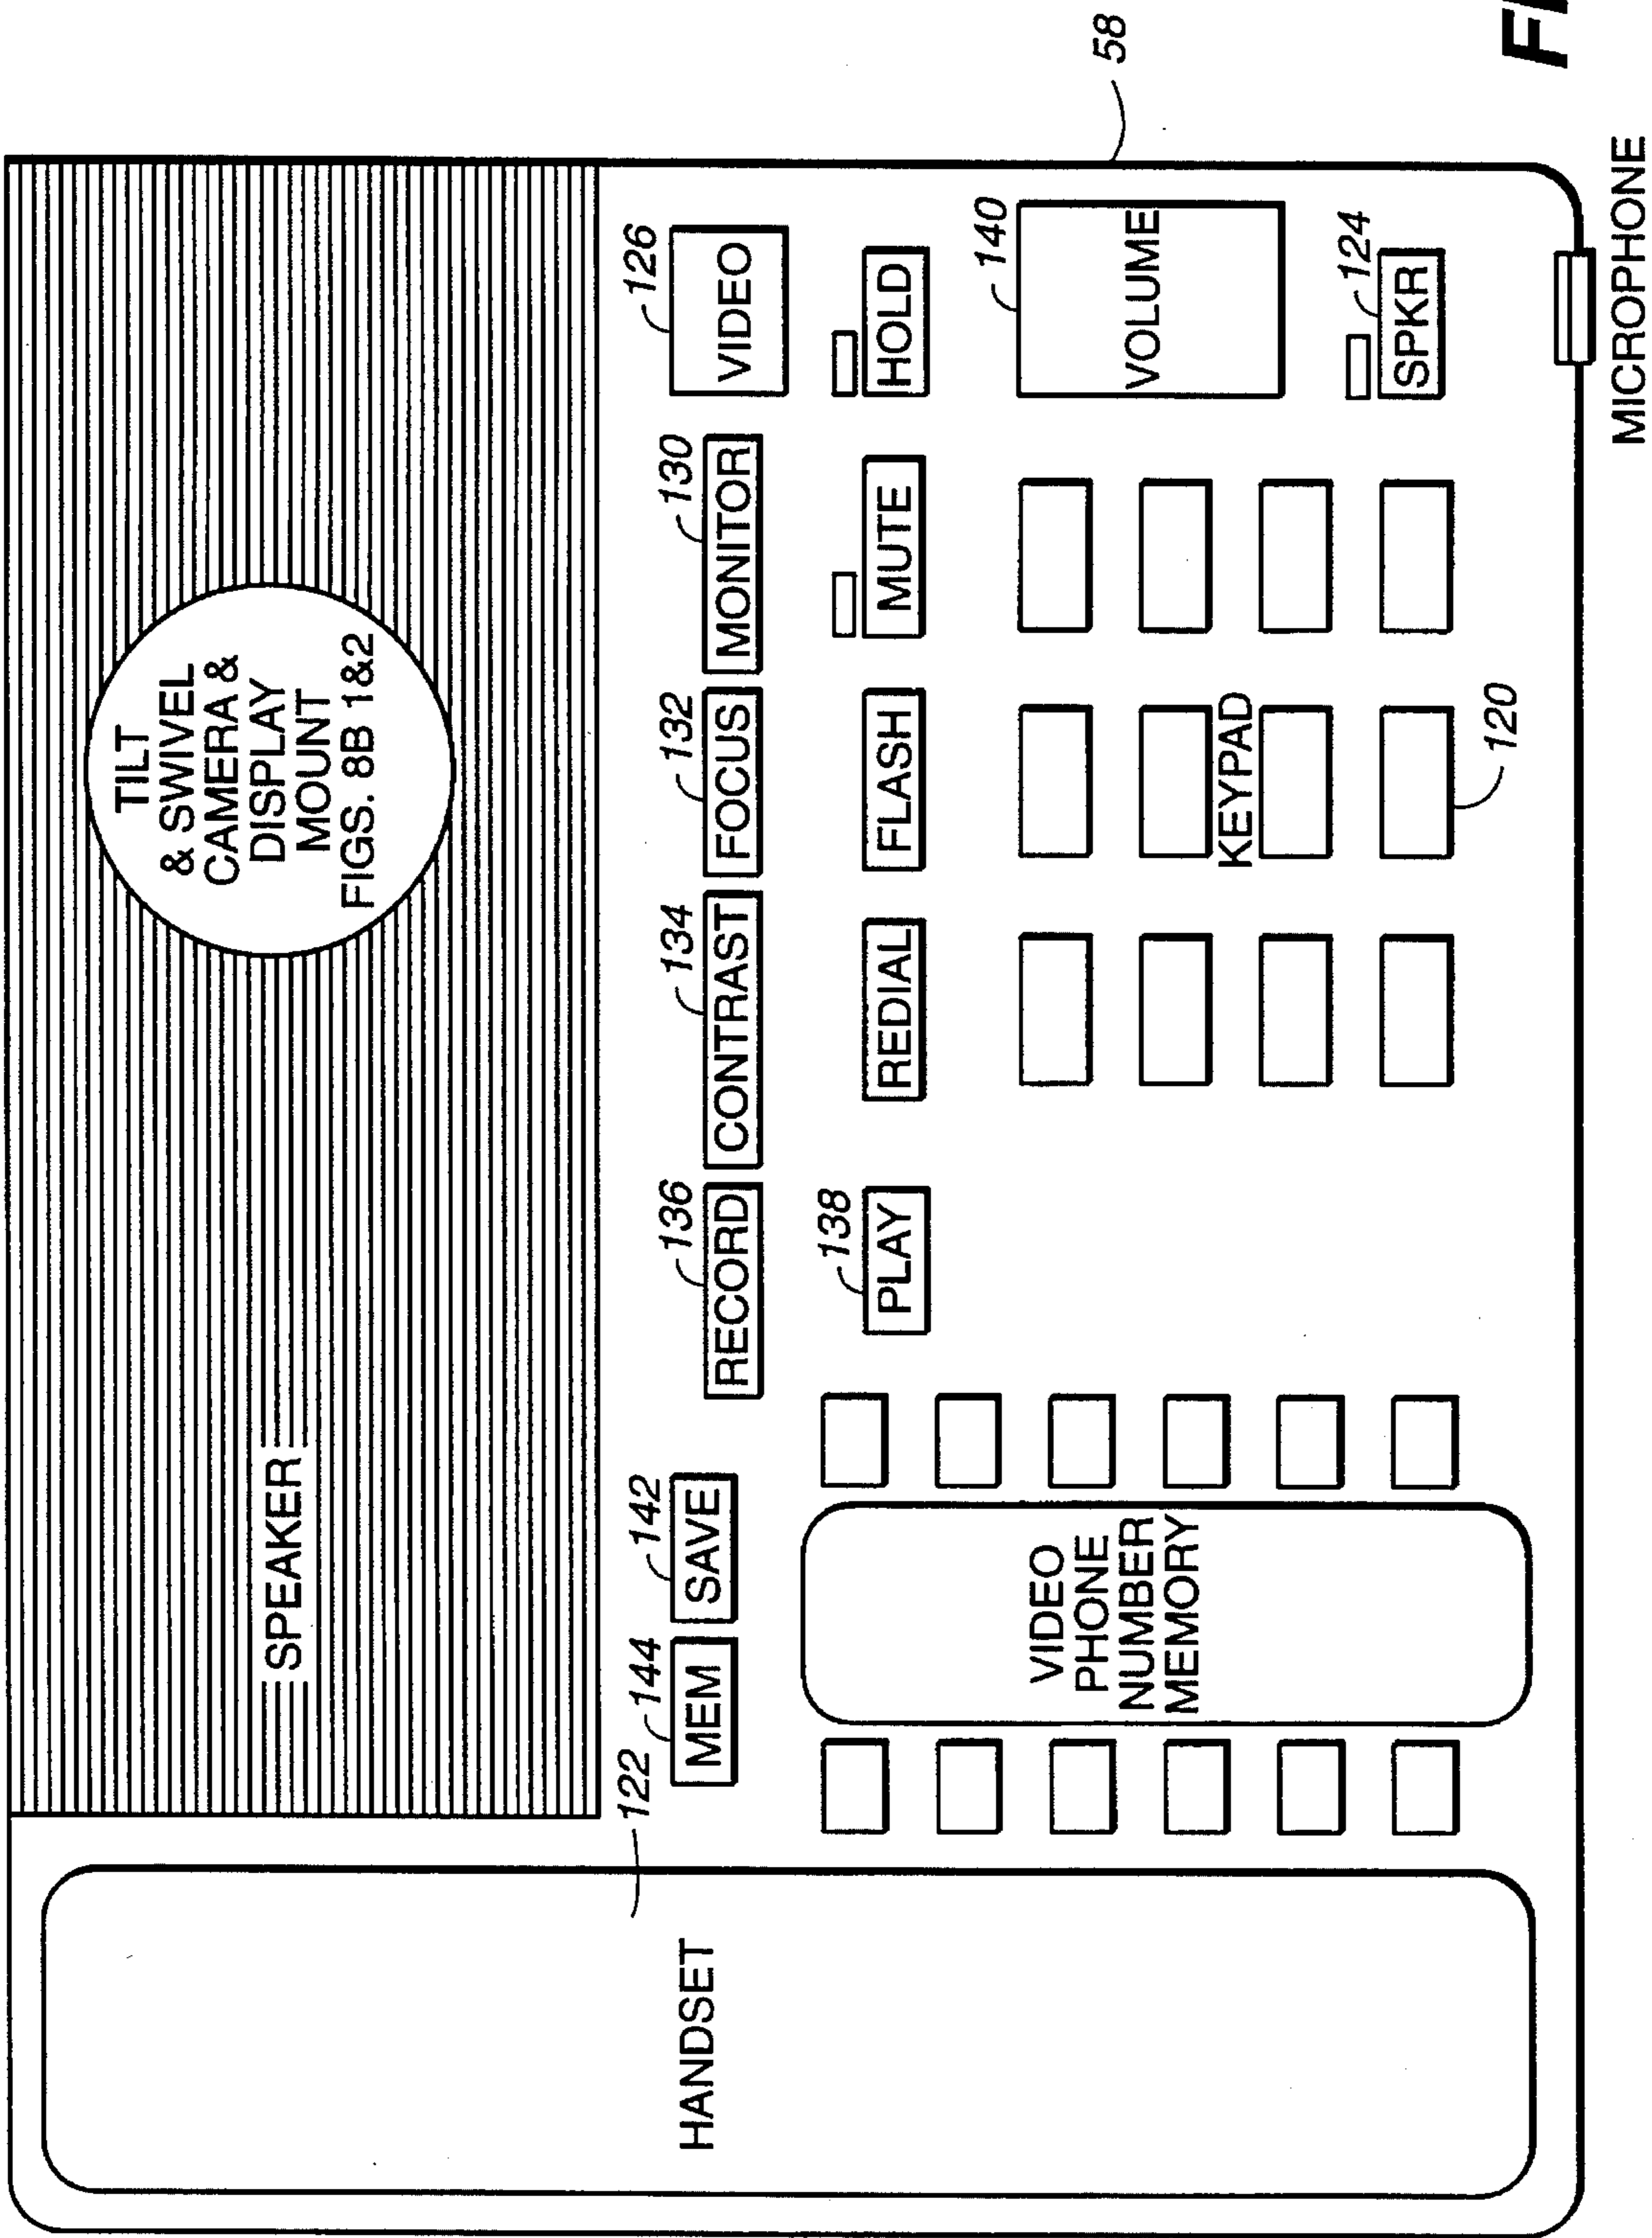 TILT
& SWIVEL
CAMERA &
DISPLAY
MOUNT
FIGS. 8B 1&2
SPEAKER
122
144
142
136
134
132
130
126
MEM
SAVE
RECORD
CONTRAST
FOCUS
MONITOR
VIDEO
HANDSET
138
PLAY
REDIAL
FLASH
MUTE
HOLD
140
VOLUME
58
VIDEO
PHONE
NUMBER
MEMORY
KEYPAD
124
SPKR
120
MICROPHONE